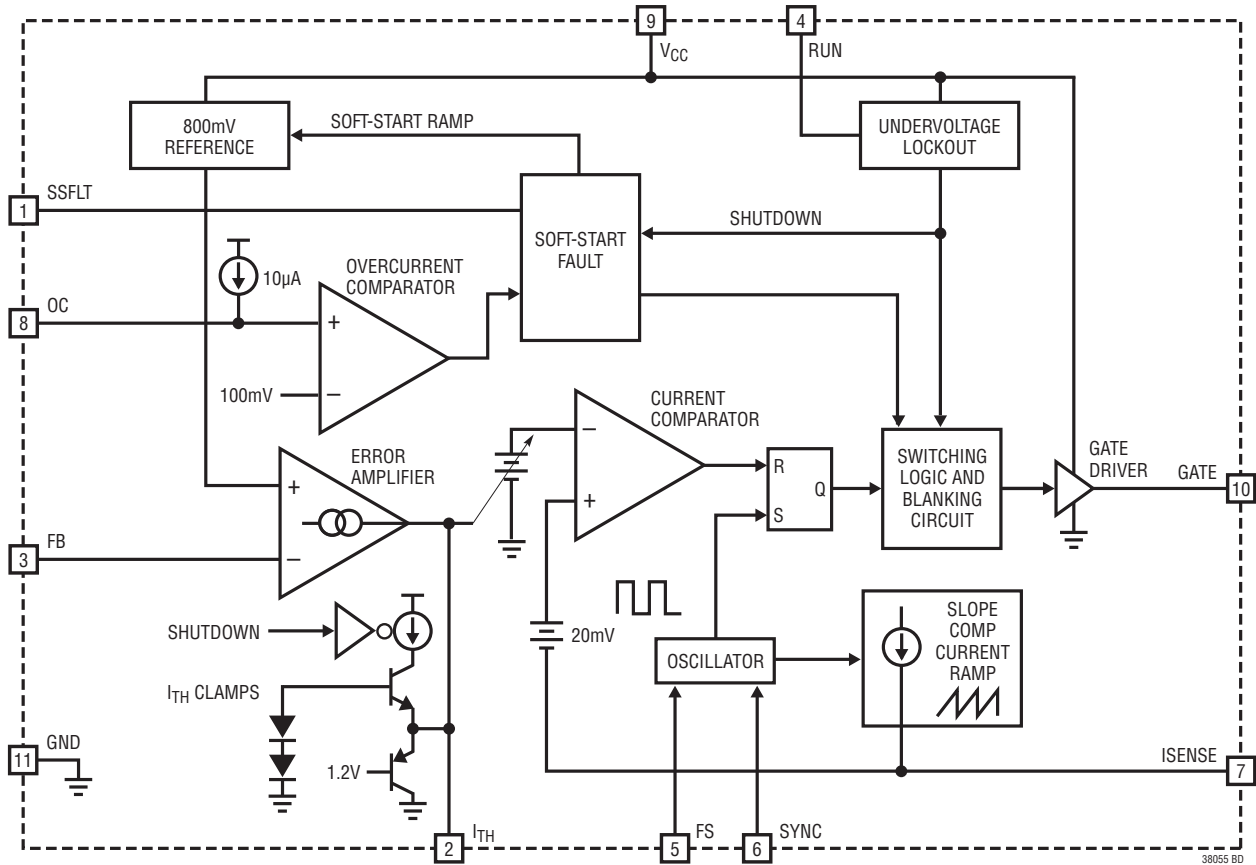 9
4
VCC
RUN
800mV
REFERENCE
SOFT-START RAMP
UNDERVOLTAGE
LOCKOUT
SSFLT
1
SHUTDOWN
SOFT-START
FAULT
10µA
OVERCURRENT
COMPARATOR
OC
8
+
100mV
–
CURRENT
COMPARATOR
ERROR
AMPLIFIER
–
+
R
Q
S
SWITCHING
LOGIC AND
BLANKING
CIRCUIT
GATE
DRIVER
GATE
10
+
FB
3
–
SHUTDOWN
20mV
OSCILLATOR
SLOPE
COMP
CURRENT
RAMP
ITH CLAMPS
GND
11
1.2V
ISENSE
7
ITH
2
FS
5
SYNC
6
38055 BD